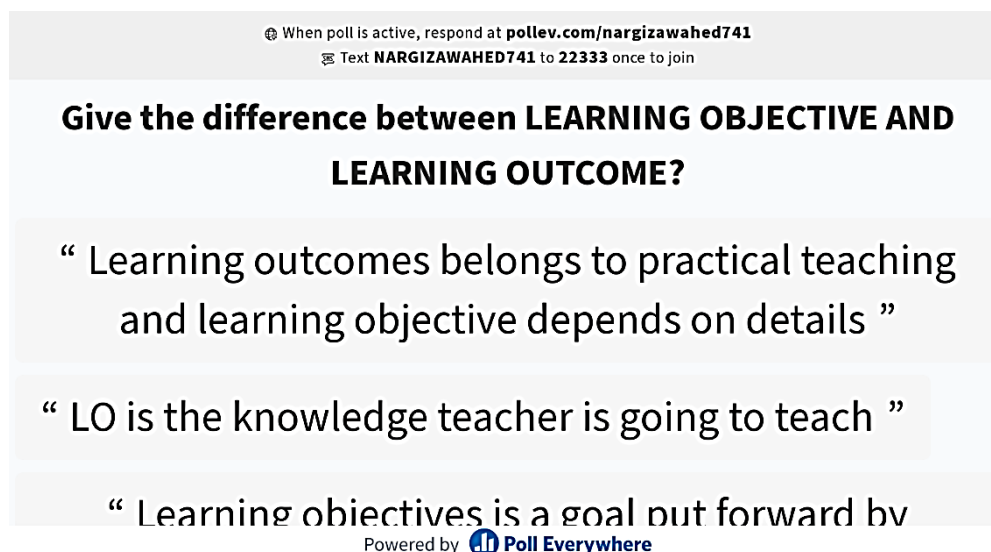 When poll is active, respond at pollev.com/nargizawahed741
Text NARGIZAWAHED741 to 22333 once to join
Give the difference between LEARNING OBJECTIVE AND
LEARNING OUTCOME?
“ Learning outcomes belongs to practical teaching
and learning objective depends on details ”
“ LO is the knowledge teacher is going to teach ”
“ Learning objectives is a goal put forward by
Powered by Poll Everywhere